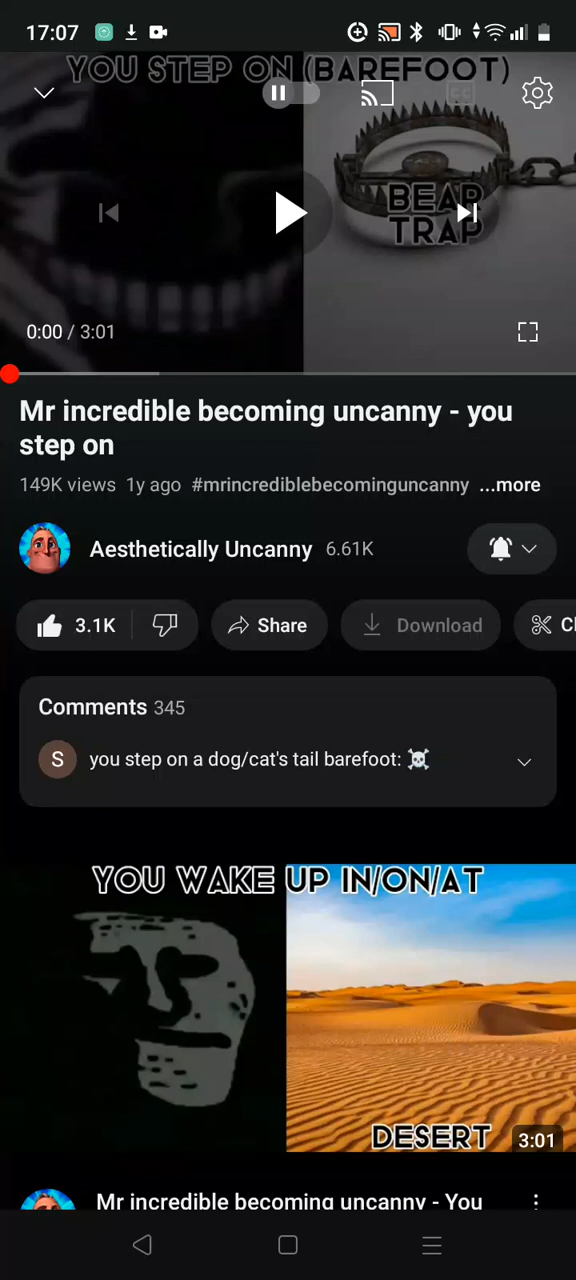 17:07
YOU STEP ON (BAREFOOT)
CC
BEAR
TRAP
0:00 / 3:01
Mr incredible becoming uncanny - you
step on
149K views 1y ago #mrincrediblebecominguncanny ...more
Aesthetically Uncanny 6.61K
3.1K
Share
Download
Cl
Comments 345
S
you step on a dog/cat's tail barefoot: ☠️
YOU WAKE UP IN/ON/AT
DESERT
3:01
Mr incredible becoming uncanny - You